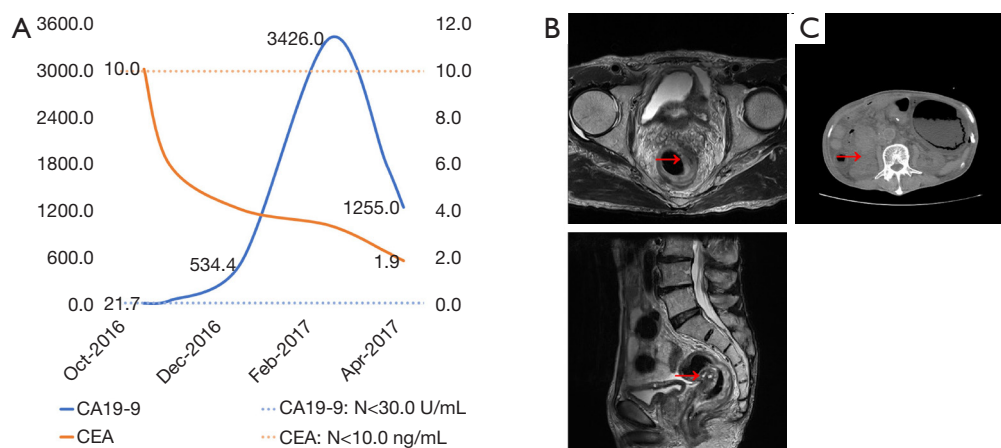 A
3600.0
3000.0
2400.0
1800.0
1200.0
600.0
0.0
12.0
10.0
8.0
6.0
4.0
2.0
0.0
10.0
3426.0
534.4
1255.0
21.7
1.9
Oct-2016
Dec-2016
Feb-2017
Apr-2017
CA19-9
CA19-9: N<30.0 U/mL
CEA
CEA: N<10.0 ng/mL
B
C